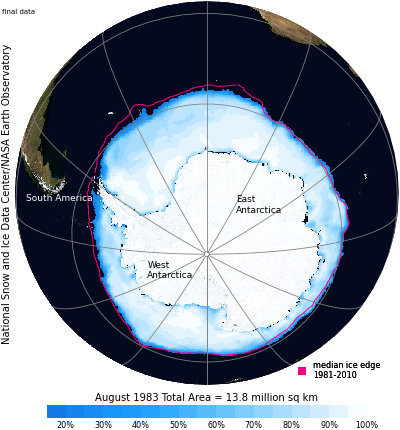 final data
National Snow and Ice Data Center/NASA Earth Observatory
South America
East
Antarctica
West
Antarctica
median ice edge
1981-2010
August 1983 Total Area = 13.8 million sq km
20% 30% 40% 50% 60% 70% 80% 90% 100%